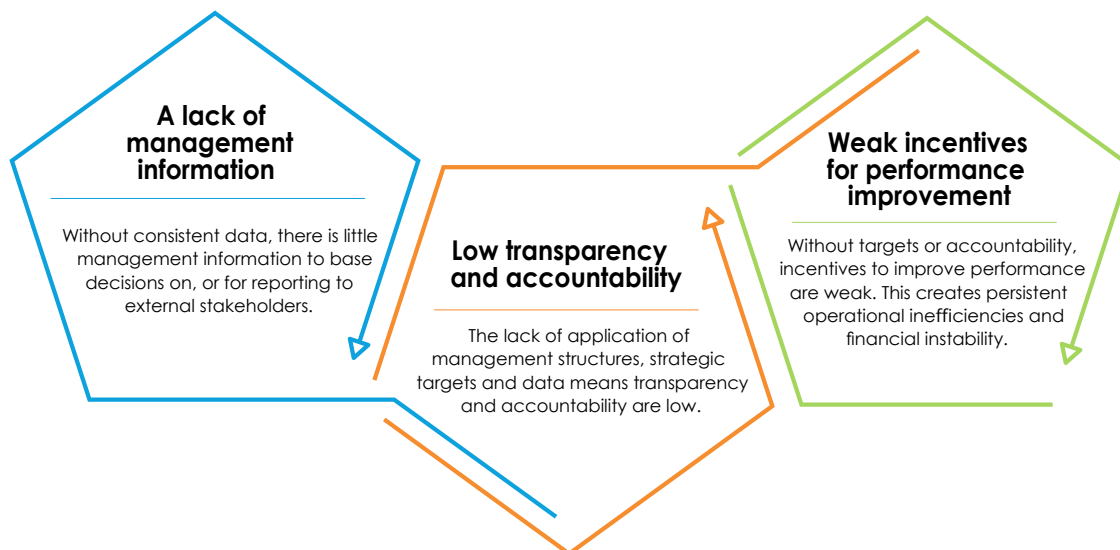 A lack of
management
information
Without consistent data, there is little
management information to base
decisions on, or for reporting to
external stakeholders.
Low transparency
and accountability
The lack of application of
management structures, strategic
targets and data means transparency
and accountability are low.
Weak incentives
for performance
improvement
Without targets or accountability,
incentives to improve performance
are weak. This creates persistent
operational inefficiencies and
financial instability.